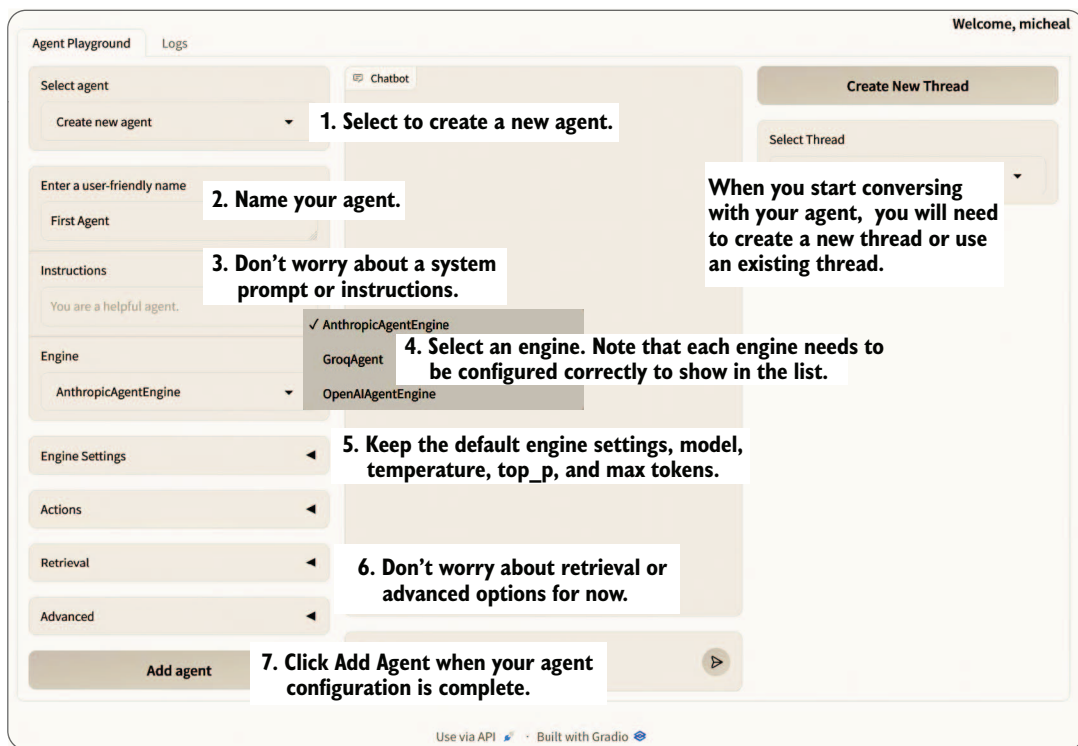 Welcome, micheal
Agent Playground
Logs
Select agent
Create new agent
1. Select to create a new agent.
Enter a user-friendly name
First Agent
2. Name your agent.
Instructions
You are a helpful agent.
3. Don’t worry about a system
prompt or instructions.
Engine
AnthropicAgentEngine
✓ AnthropicAgentEngine
GroqAgent
OpenAIAgentEngine
4. Select an engine. Note that each engine needs to
be configured correctly to show in the list.
Engine Settings
5. Keep the default engine settings, model,
temperature, top_p, and max tokens.
Actions
Retrieval
6. Don’t worry about retrieval or
advanced options for now.
Advanced
Add agent
7. Click Add Agent when your agent
configuration is complete.
Chatbot
Create New Thread
Select Thread
When you start conversing
with your agent, you will need
to create a new thread or use
an existing thread.
Use via API · Built with Gradio